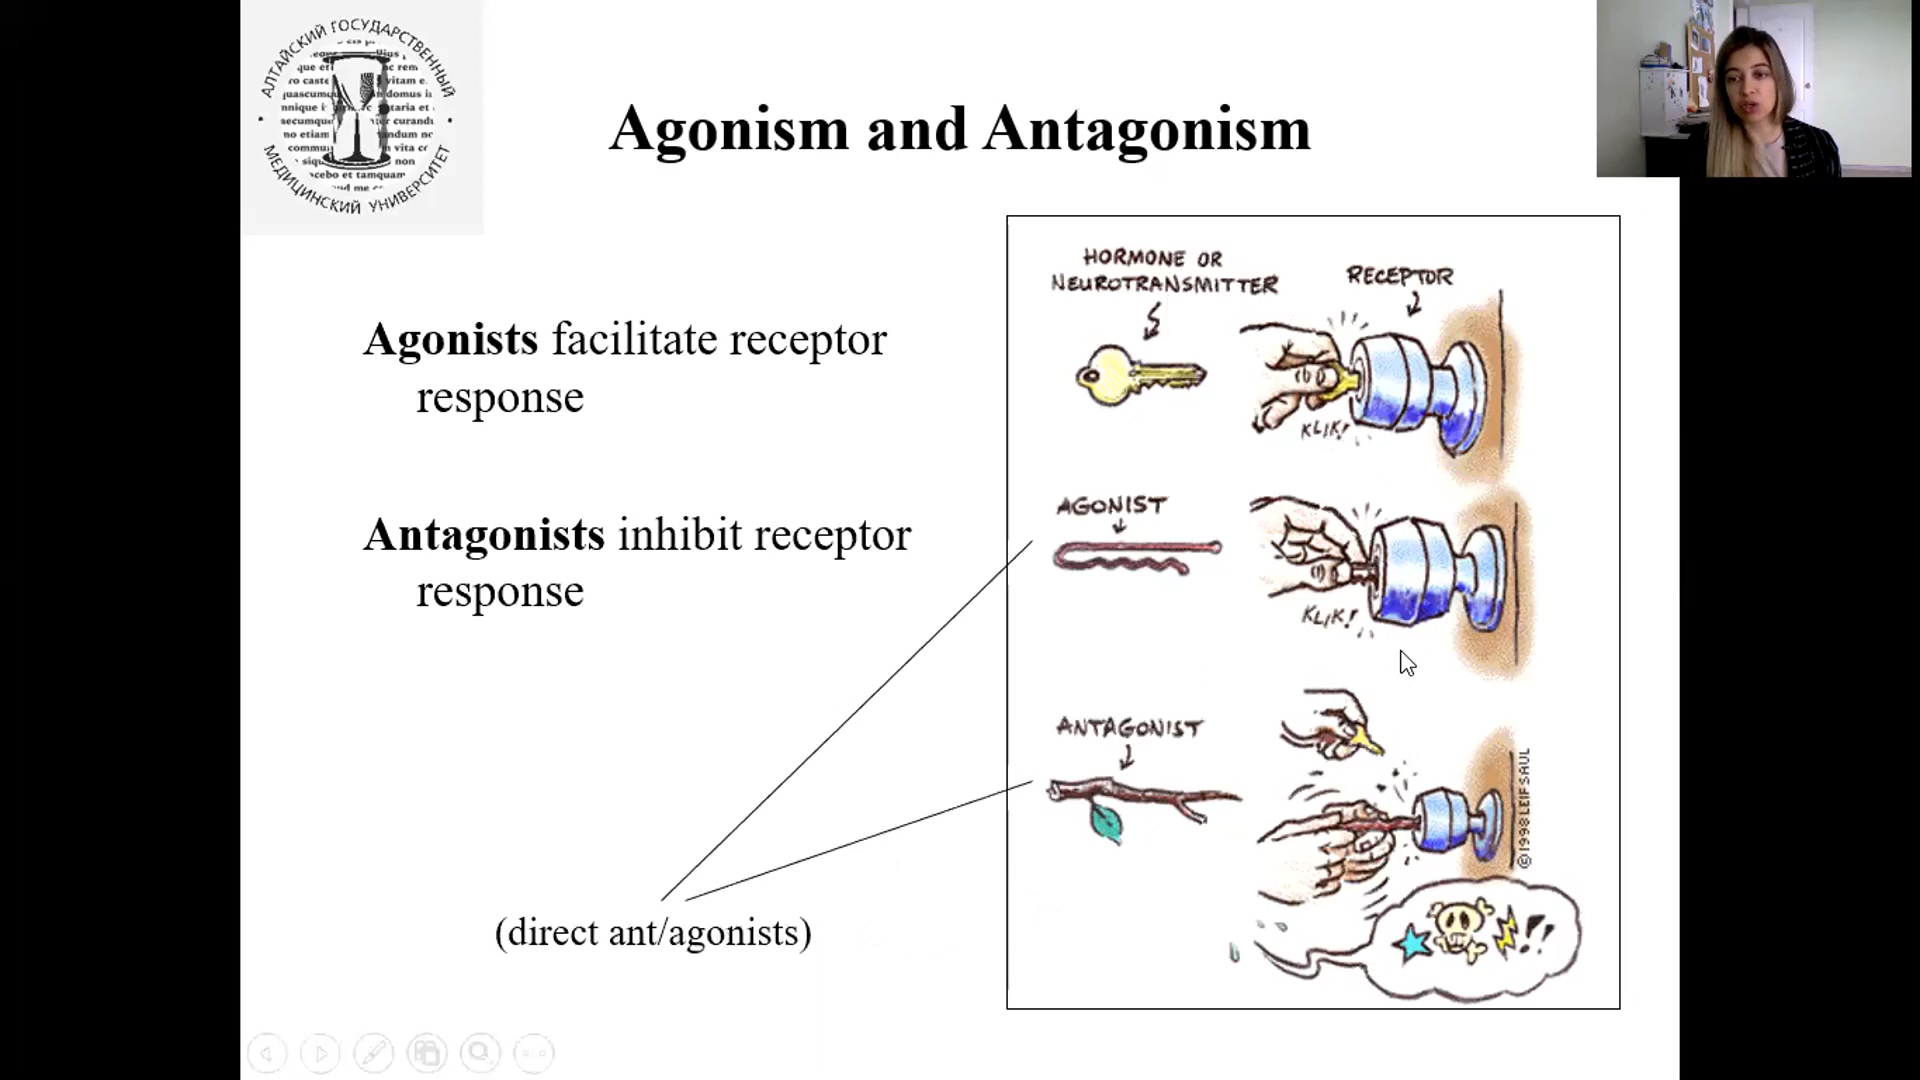 АЛТАЙСКИЙ ГОСУДАРСТВЕННЫЙ
МЕДИЦИНСКИЙ УНИВЕРСИТЕТ
Agonism and Antagonism
Agonists facilitate receptor
response
Antagonists inhibit receptor
response
(direct ant/agonists)
HORMONE OR
NEUROTRANSMITTER
RECEPTOR
KLIK!
AGONIST
KLIK!
ANTAGONIST
©1998 LEIF SAUL
!!